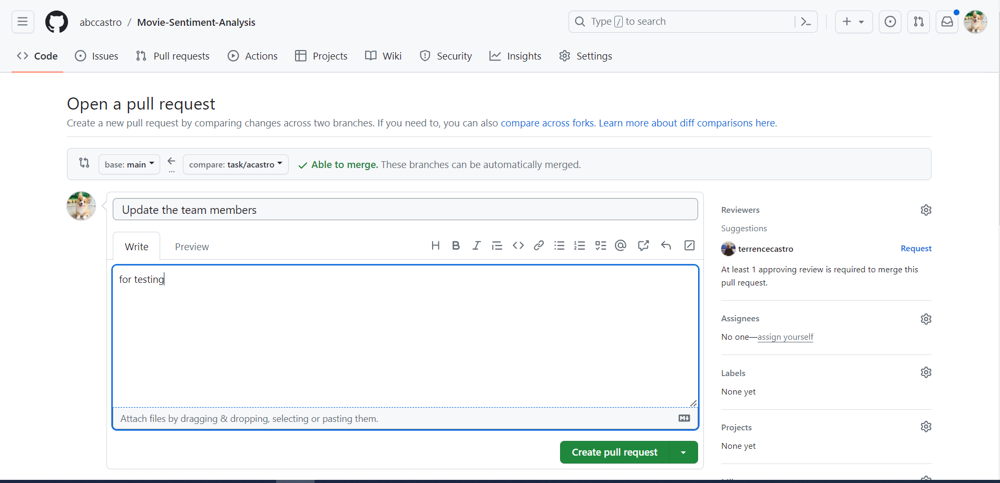 abccastro / Movie-Sentiment-Analysis
Type / to search
Code Issues Pull requests Actions Projects Wiki Security Insights Settings
Open a pull request
Create a new pull request by comparing changes across two branches. If you need to, you can also compare across forks. Learn more about diff comparisons here.
base: main compare: task/acastro Able to merge. These branches can be automatically merged.
...
Update the team members
Write Preview
for testing
Attach files by dragging & dropping, selecting or pasting them.
Create pull request
Reviewers
Suggestions
terrencecastro Request
At least 1 approving review is required to merge this
pull request.
Assignees
No one—assign yourself
Labels
None yet
Projects
None yet